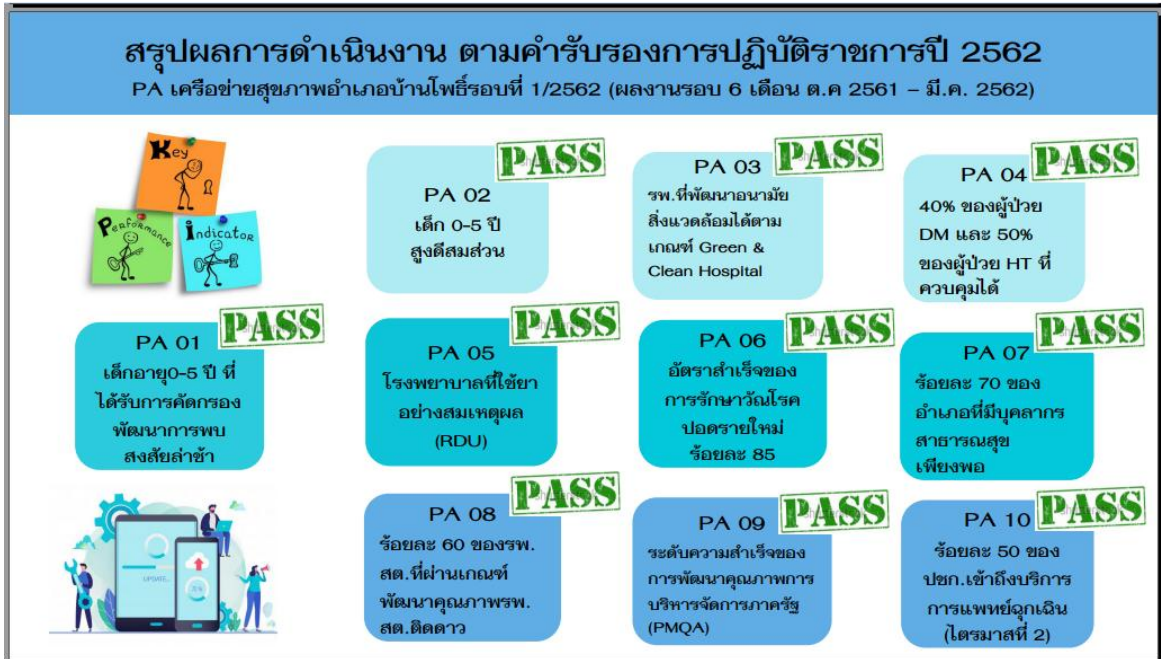 สรุปผลการดำเนินงาน ตามคำรับรองการปฏิบัติราชการปี 2562
PA เครือข่ายสุขภาพอำเภอบ้านโพธิ์รอบที่ 1/2562 (ผลงานรอบ 6 เดือน ต.ค 2561 – มี.ค. 2562)
Key
Performance
Indicator
PASS
PA 02
เด็ก 0-5 ปี
สูงดีสมส่วน
PASS
PA 03
รพ.ที่พัฒนาอนามัย
สิ่งแวดล้อมได้ตาม
เกณฑ์ Green &
Clean Hospital
PASS
PA 04
40% ของผู้ป่วย
DM และ 50%
ของผู้ป่วย HT ที่
ควบคุมได้
PASS
PA 01
เด็กอายุ0-5 ปี ที่
ได้รับการคัดกรอง
พัฒนาการพบ
สงสัยล่าช้า
PASS
PA 05
โรงพยาบาลที่ใช้ยา
อย่างสมเหตุผล
(RDU)
PASS
PA 06
อัตราสำเร็จของ
การรักษาวัณโรค
ปอดรายใหม่
ร้อยละ 85
PASS
PA 07
ร้อยละ 70 ของ
อำเภอที่มีบุคลากร
สาธารณสุข
เพียงพอ
UPDATE...
PASS
PA 08
ร้อยละ 60 ของรพ.
สต.ที่ผ่านเกณฑ์
พัฒนาคุณภาพรพ.
สต.ติดดาว
PASS
PA 09
ระดับความสำเร็จของ
การพัฒนาคุณภาพการ
บริหารจัดการภาครัฐ
(PMQA)
PASS
PA 10
ร้อยละ 50 ของ
ปชก.เข้าถึงบริการ
การแพทย์ฉุกเฉิน
(ไตรมาสที่ 2)